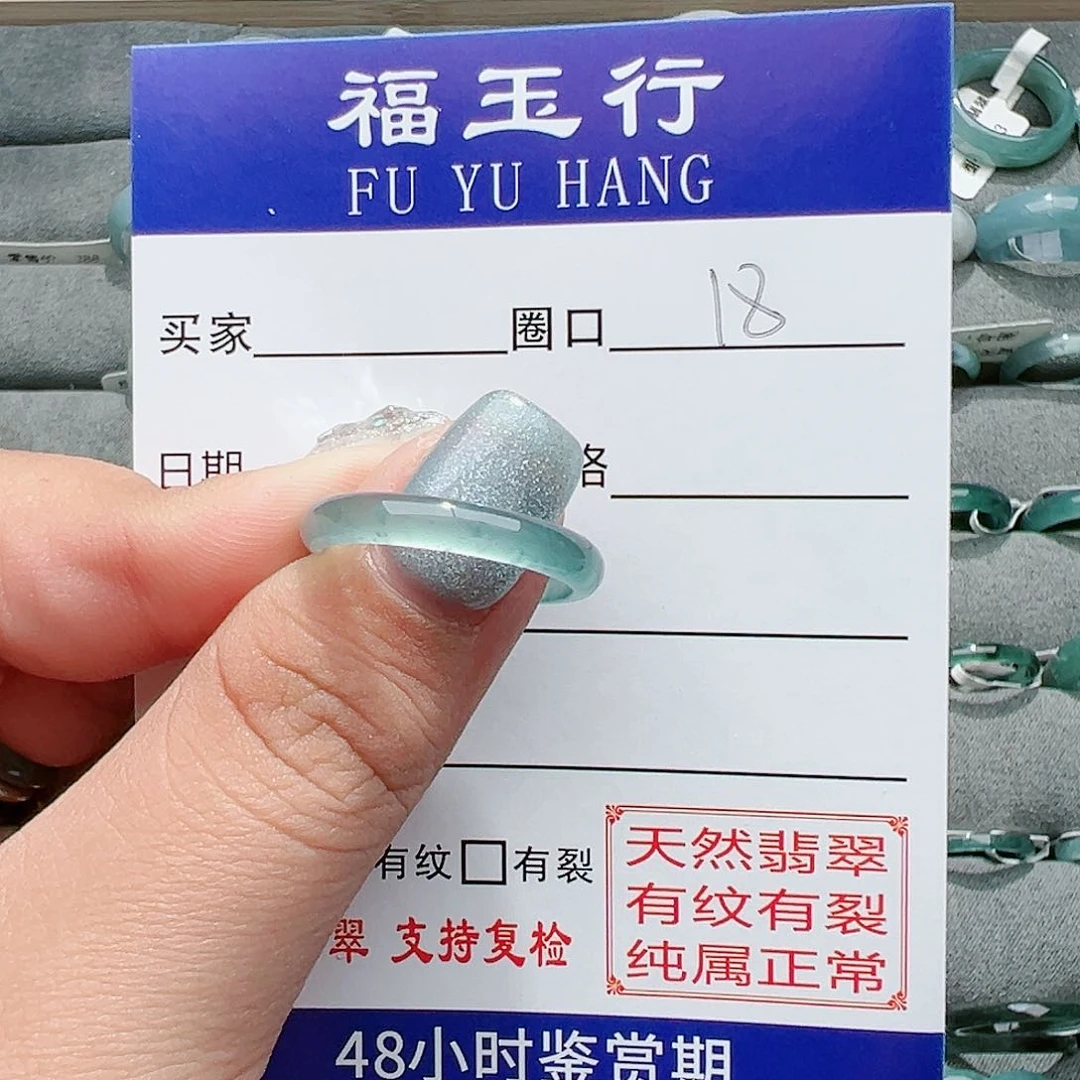 福玉行
FU YU HANG
买家 圈口 18
日期 格
有纹 有裂
翠 支持复检
天然翡翠
有纹有裂
纯属正常
48小时鉴赏期